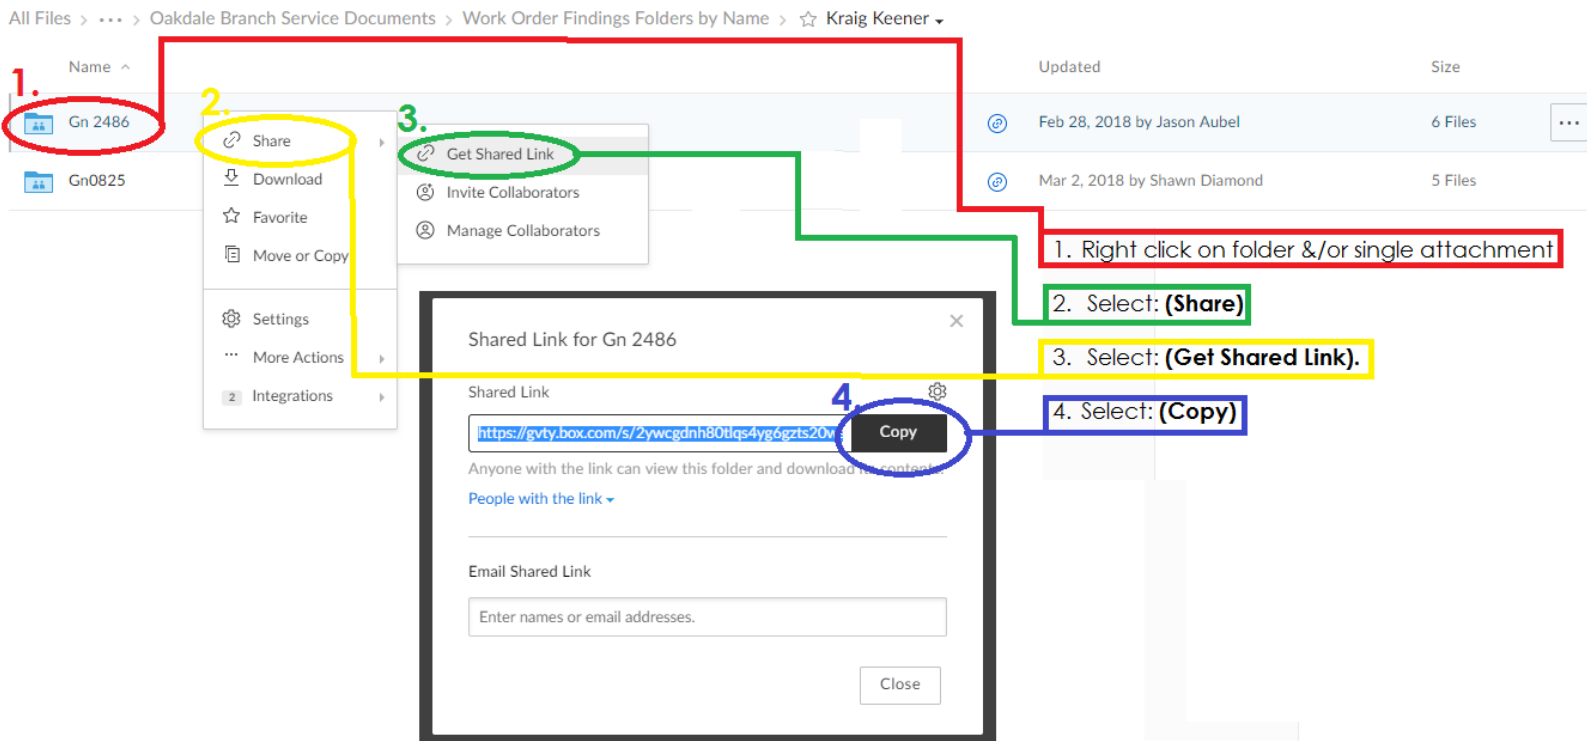 All Files > ··· > Oakdale Branch Service Documents > Work Order Findings Folders by Name > Kraig Keener
Name Updated Size
1.
Gn 2486 Feb 28, 2018 by Jason Aubel 6 Files ···
Gn0825 Mar 2, 2018 by Shawn Diamond 5 Files
2.
Share
Download
Favorite
Move or Copy
Settings
··· More Actions
2 Integrations
3.
Get Shared Link
Invite Collaborators
Manage Collaborators
1. Right click on folder &/or single attachment
2. Select: (Share)
3. Select: (Get Shared Link).
4. Select: (Copy)
Shared Link for Gn 2486
Shared Link
4.
Copy
Anyone with the link can view this folder and download its contents.
People with the link
Email Shared Link
Enter names or email addresses.
Close